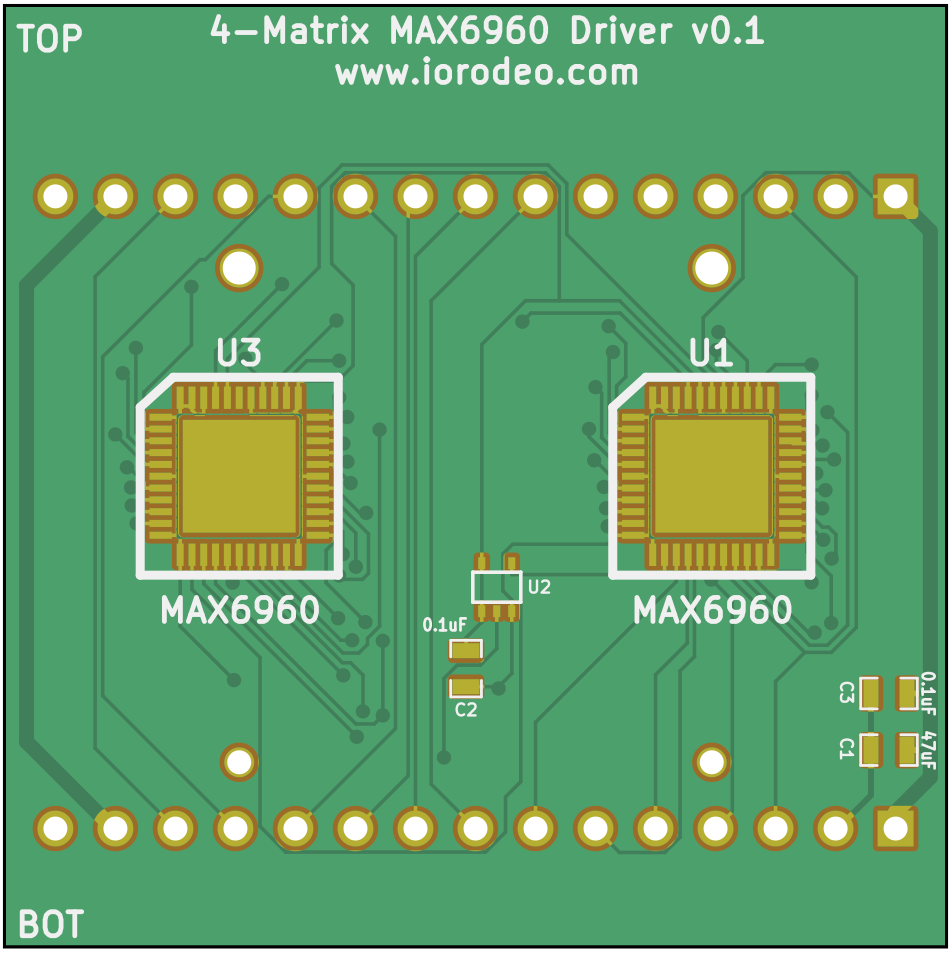 TOP
4-Matrix MAX6960 Driver v0.1
www.iorodeo.com
U3
U1
U2
MAX6960
MAX6960
0.1uF
C2
C3
0.1uF
C1
47uF
BOT